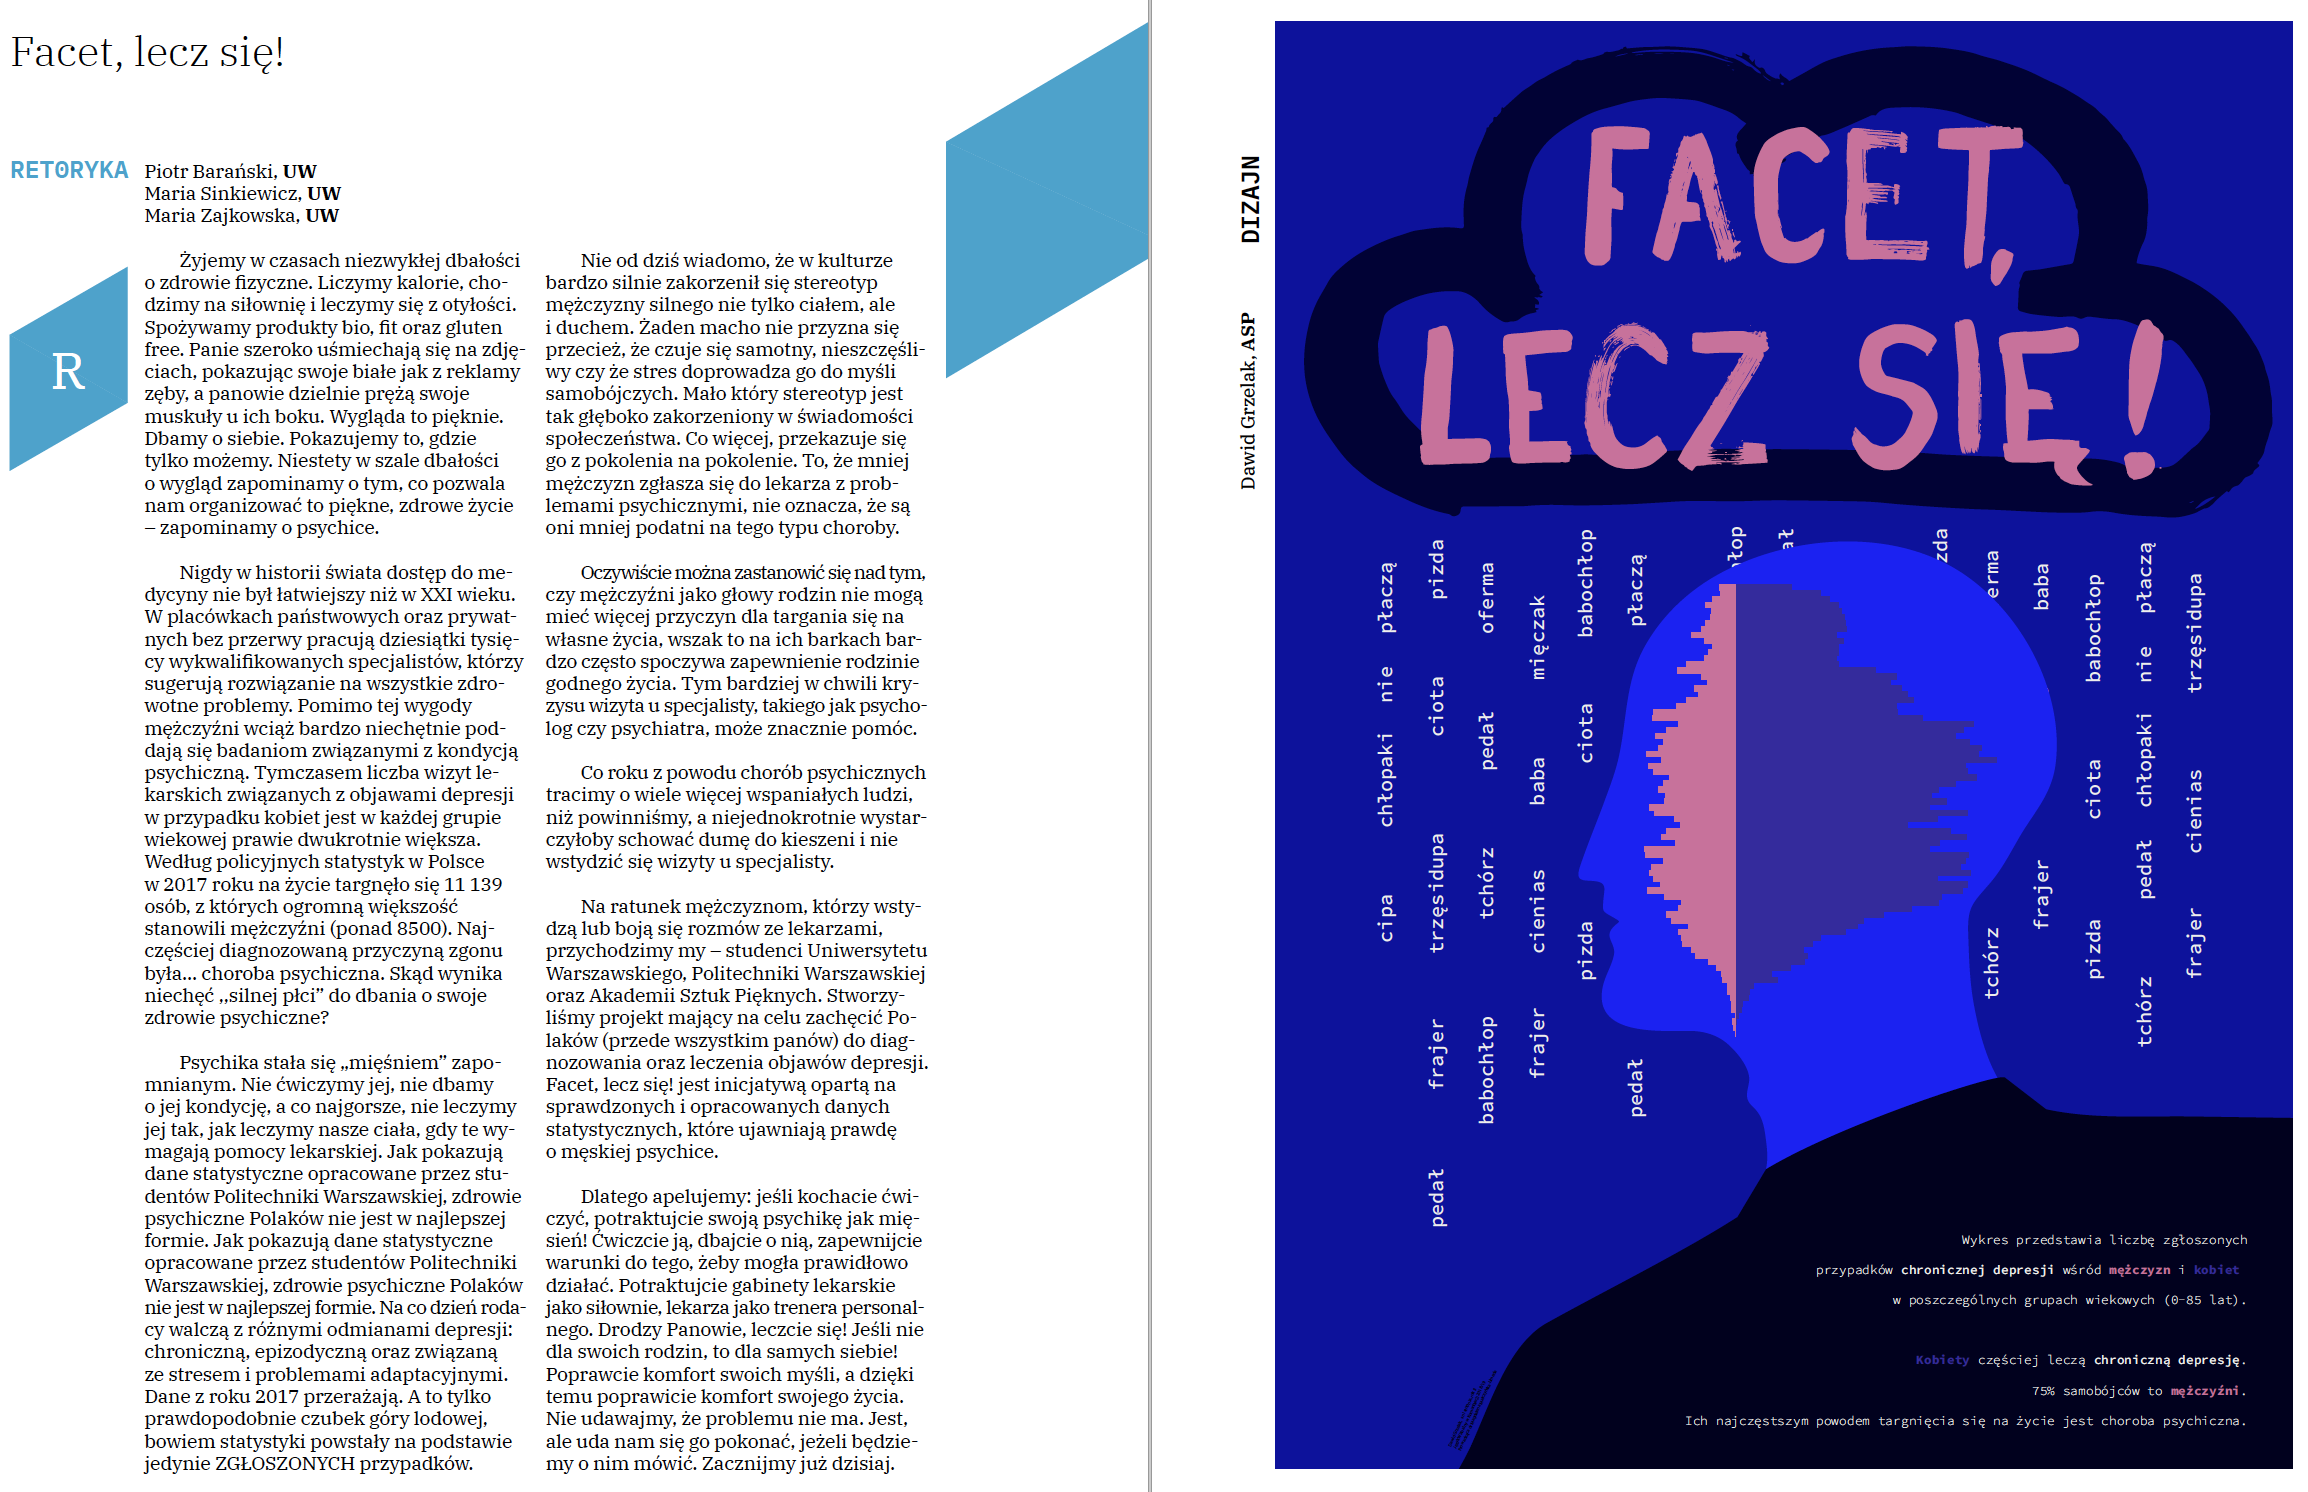 Facet, lecz się!
RET0RYKA
Piotr Barański, UW
Maria Sinkiewicz, UW
Maria Zajkowska, UW
R
Żyjemy w czasach niezwykłej dbałości
o zdrowie fizyczne. Liczymy kalorie, cho-
dzimy na siłownię i leczymy się z otyłości.
Spożywamy produkty bio, fit oraz gluten
free. Panie szeroko uśmiechają się na zdję-
ciach, pokazując swoje białe jak z reklamy
zęby, a panowie dzielnie prężą swoje
muskuły u ich boku. Wygląda to pięknie.
Dbamy o siebie. Pokazujemy to, gdzie
tylko możemy. Niestety w szale dbałości
o wygląd zapominamy o tym, co pozwala
nam organizować to piękne, zdrowe życie
– zapominamy o psychice.
Nigdy w historii świata dostęp do me-
dycyny nie był łatwiejszy niż w XXI wieku.
W placówkach państwowych oraz prywat-
nych bez przerwy pracują dziesiątki tysię-
cy wykwalifikowanych specjalistów, którzy
sugerują rozwiązanie na wszystkie zdro-
wotne problemy. Pomimo tej wygody
mężczyźni wciąż bardzo niechętnie pod-
dają się badaniom związanymi z kondycją
psychiczną. Tymczasem liczba wizyt le-
karskich związanych z objawami depresji
w przypadku kobiet jest w każdej grupie
wiekowej prawie dwukrotnie większa.
Według policyjnych statystyk w Polsce
w 2017 roku na życie targnęło się 11 139
osób, z których ogromną większość
stanowili mężczyźni (ponad 8500). Naj-
częściej diagnozowaną przyczyną zgonu
była... choroba psychiczna. Skąd wynika
niechęć ,,silnej płci” do dbania o swoje
zdrowie psychiczne?
Psychika stała się „mięśniem” zapo-
mnianym. Nie ćwiczymy jej, nie dbamy
o jej kondycję, a co najgorsze, nie leczymy
jej tak, jak leczymy nasze ciała, gdy te wy-
magają pomocy lekarskiej. Jak pokazują
dane statystyczne opracowane przez stu-
dentów Politechniki Warszawskiej, zdrowie
psychiczne Polaków nie jest w najlepszej
formie. Jak pokazują dane statystyczne
opracowane przez studentów Politechniki
Warszawskiej, zdrowie psychiczne Polaków
nie jest w najlepszej formie. Na co dzień roda-
cy walczą z różnymi odmianami depresji:
chroniczną, epizodyczną oraz związaną
ze stresem i problemami adaptacyjnymi.
Dane z roku 2017 przerażają. A to tylko
prawdopodobnie czubek góry lodowej,
bowiem statystyki powstały na podstawie
jedynie ZGŁOSZONYCH przypadków.
Nie od dziś wiadomo, że w kulturze
bardzo silnie zakorzenił się stereotyp
mężczyzny silnego nie tylko ciałem, ale
i duchem. Żaden macho nie przyzna się
przecież, że czuje się samotny, nieszczęśli-
wy czy że stres doprowadza go do myśli
samobójczych. Mało który stereotyp jest
tak głęboko zakorzeniony w świadomości
społeczeństwa. Co więcej, przekazuje się
go z pokolenia na pokolenie. To, że mniej
mężczyzn zgłasza się do lekarza z prob-
lemami psychicznymi, nie oznacza, że są
oni mniej podatni na tego typu choroby.
Oczywiście można zastanowić się nad tym,
czy mężczyźni jako głowy rodzin nie mogą
mieć więcej przyczyn dla targania się na
własne życia, wszak to na ich barkach bar-
dzo często spoczywa zapewnienie rodzinie
godnego życia. Tym bardziej w chwili kry-
zysu wizyta u specjalisty, takiego jak psycho-
log czy psychiatra, może znacznie pomóc.
Co roku z powodu chorób psychicznych
tracimy o wiele więcej wspaniałych ludzi,
niż powinniśmy, a niejednokrotnie wystar-
czyłoby schować dumę do kieszeni i nie
wstydzić się wizyty u specjalisty.
Na ratunek mężczyznom, którzy wsty-
dzą lub boją się rozmów ze lekarzami,
przychodzimy my – studenci Uniwersytetu
Warszawskiego, Politechniki Warszawskiej
oraz Akademii Sztuk Pięknych. Stworzy-
liśmy projekt mający na celu zachęcić Po-
laków (przede wszystkim panów) do diag-
nozowania oraz leczenia objawów depresji.
Facet, lecz się! jest inicjatywą opartą na
sprawdzonych i opracowanych danych
statystycznych, które ujawniają prawdę
o męskiej psychice.
Dlatego apelujemy: jeśli kochacie ćwi-
czyć, potraktujcie swoją psychikę jak mię-
sień! Ćwiczcie ją, dbajcie o nią, zapewnijcie
warunki do tego, żeby mogła prawidłowo
działać. Potraktujcie gabinety lekarskie
jako siłownie, lekarza jako trenera personal-
nego. Drodzy Panowie, leczcie się! Jeśli nie
dla swoich rodzin, to dla samych siebie!
Poprawcie komfort swoich myśli, a dzięki
temu poprawicie komfort swojego życia.
Nie udawajmy, że problemu nie ma. Jest,
ale uda nam się go pokonać, jeżeli będzie-
my o nim mówić. Zacznijmy już dzisiaj.
Dawid Grzelak, ASP DIZAJN
FACET,
LECZ SIĘ!
cipa chłopaki nie płaczą
pedał frajer trzęsidupa ciota pizda
babochłop tchórz pedał oferma
frajer cienias baba mięczak
pizda ciota babochłop
pedał płaczą
łop
ał
zda
tchórz erma
frajer baba
pizda ciota babochłop
tchórz pedał chłopaki nie płaczą
frajer cienias trzęsidupa
Wykres przedstawia liczbę zgłoszonych
przypadków chronicznej depresji wśród mężczyzn i kobiet
w poszczególnych grupach wiekowych (0-85 lat).
Kobiety częściej leczą chroniczną depresję.
75% samobójców to mężczyźni.
Ich najczęstszym powodem targnięcia się na życie jest choroba psychiczna.